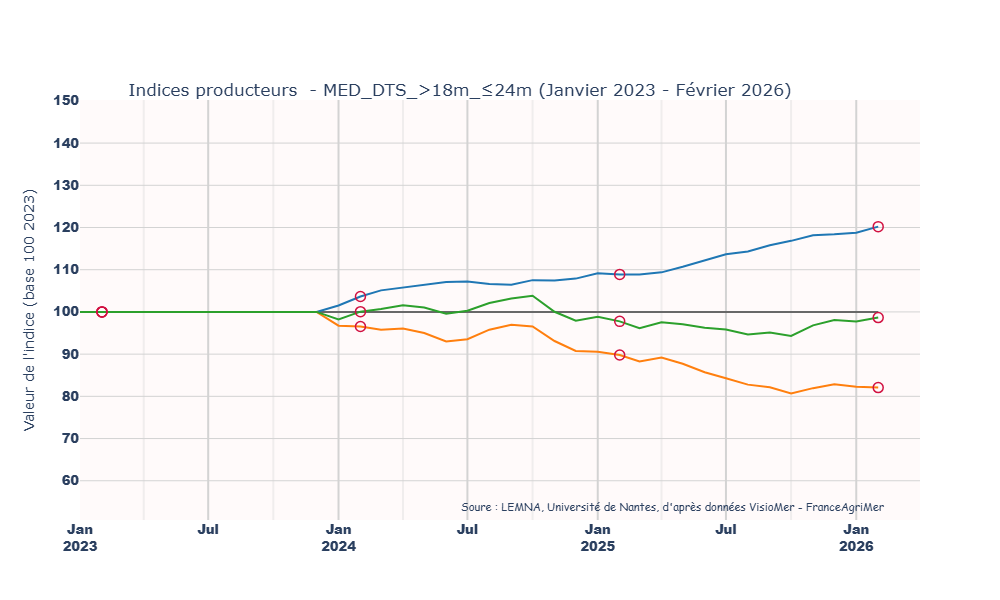 Indices producteurs - MED_DTS_>18m_≤24m (Janvier 2023 - Février 2026)
Valeur de l'Indice (base 100 2023)
150
140
130
120
110
100
90
80
70
60
Soure : LEMNA, Université de Nantes, d'après données VisioMer - FranceAgriMer
Jan Jul Jan Jul Jan Jul Jan
2023 2024 2025 2026